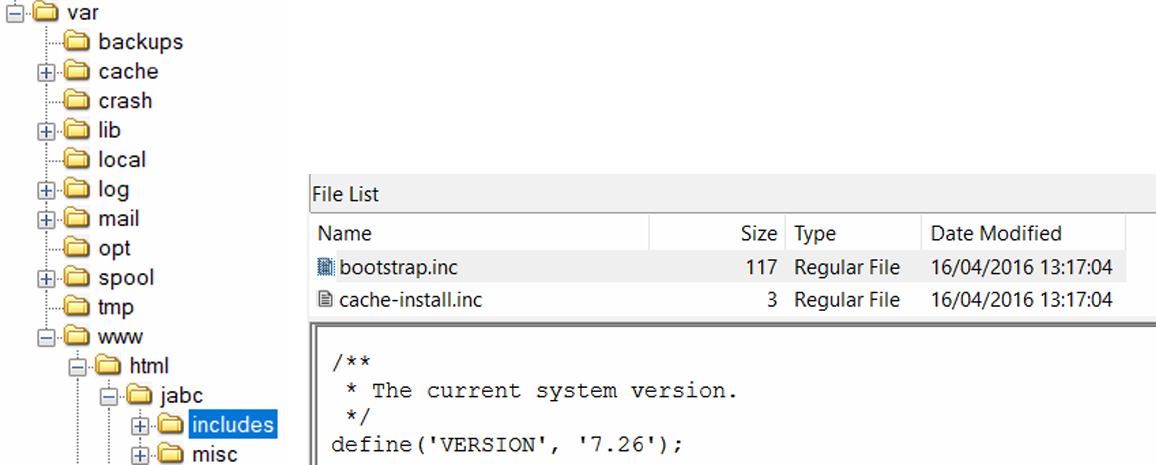 var
backups
cache
crash
lib
local
log
mail
opt
spool
tmp
www
html
jabc
includes
misc
File List
Name Size Type Date Modified
bootstrap.inc 117 Regular File 16/04/2016 13:17:04
cache-install.inc 3 Regular File 16/04/2016 13:17:04
/**
 * The current system version.
 */
define('VERSION', '7.26');